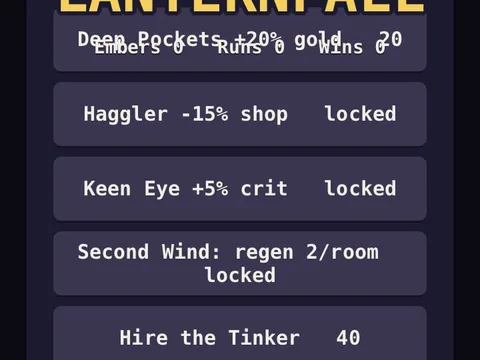 LANTERNFALL
Deep Pockets +20% gold   20
Embers 0   Runs 0   Wins 0
Haggler -15% shop   locked
Keen Eye +5% crit   locked
Second Wind: regen 2/room
locked
Hire the Tinker   40